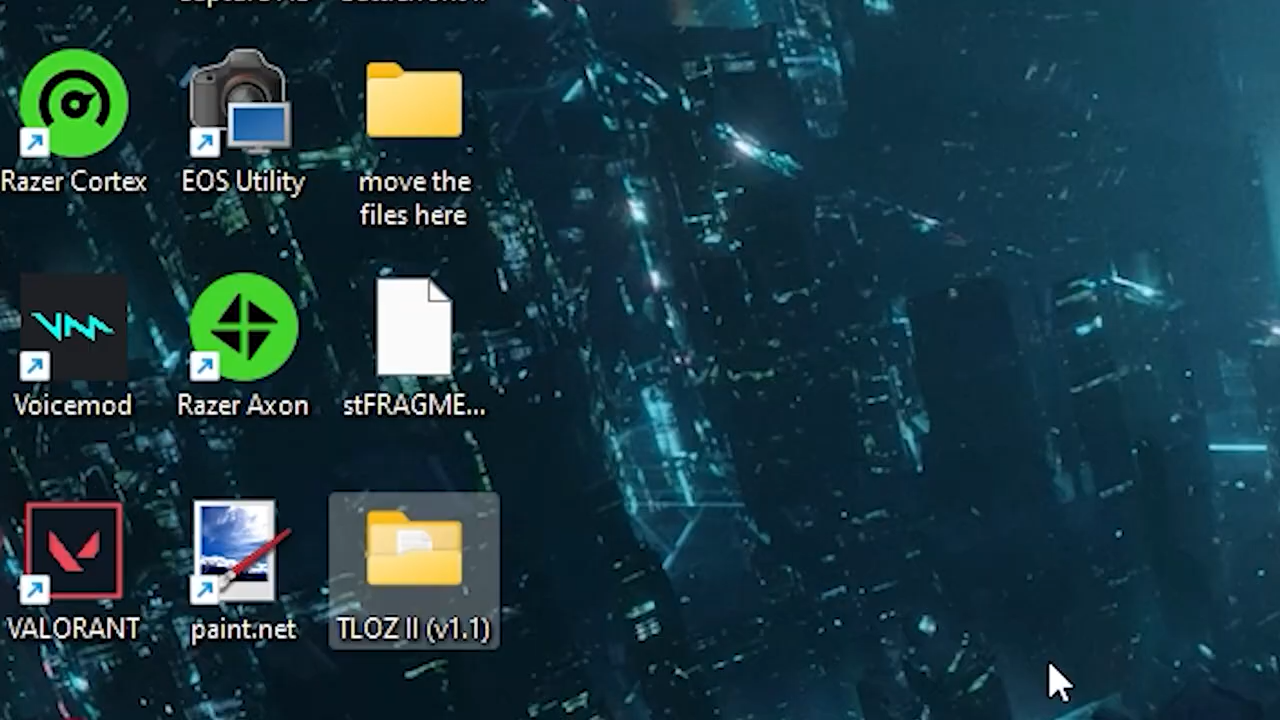 Razer Cortex
EOS Utility
move the
files here
Voicemod
Razer Axon
stFRAGME...
VALORANT
paint.net
TLOZ II (v1.1)